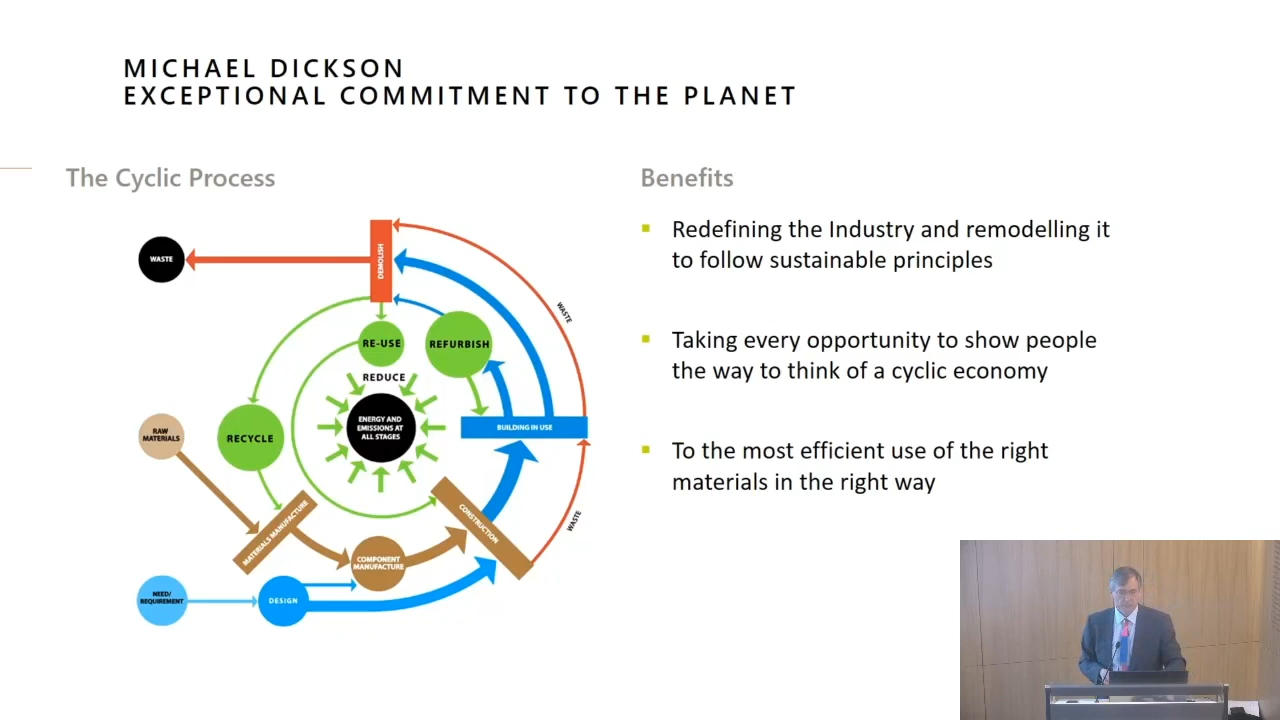 MICHAEL DICKSON
EXCEPTIONAL COMMITMENT TO THE PLANET
The Cyclic Process
DEMOLISH
WASTE
WASTE
RE-USE
REFURBISH
REDUCE
ENERGY AND
EMISSIONS AT
ALL STAGES
BUILDING IN USE
RAW
MATERIALS
RECYCLE
MATERIALS MANUFACTURE
CONSTRUCTION
WASTE
COMPONENT
MANUFACTURE
NEED/
REQUIREMENT
DESIGN
Benefits
Redefining the Industry and remodelling it
to follow sustainable principles
Taking every opportunity to show people
the way to think of a cyclic economy
To the most efficient use of the right
materials in the right way